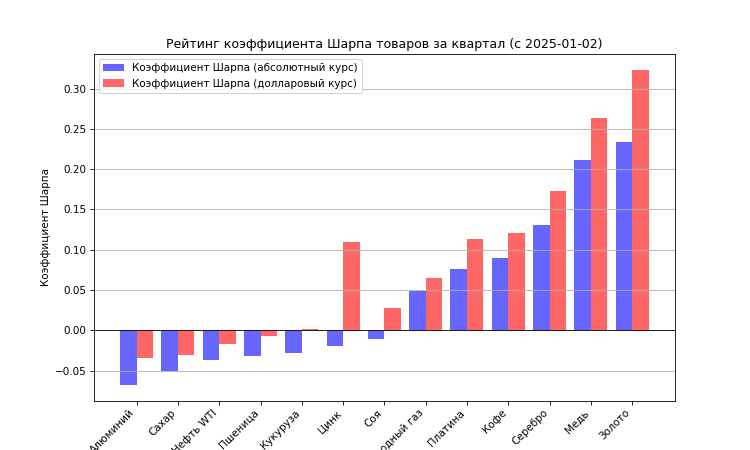 Рейтинг коэффициента Шарпа товаров за квартал (с 2025-01-02)
Коэффициент Шарпа (абсолютный курс)
Коэффициент Шарпа (долларовый курс)
Коэффициент Шарпа
0.30
0.25
0.20
0.15
0.10
0.05
0.00
−0.05
Алюминий
Сахар
Нефть WTI
Пшеница
Кукуруза
Цинк
Соя
газ
Платина
Кофе
Серебро
Медь
Золото